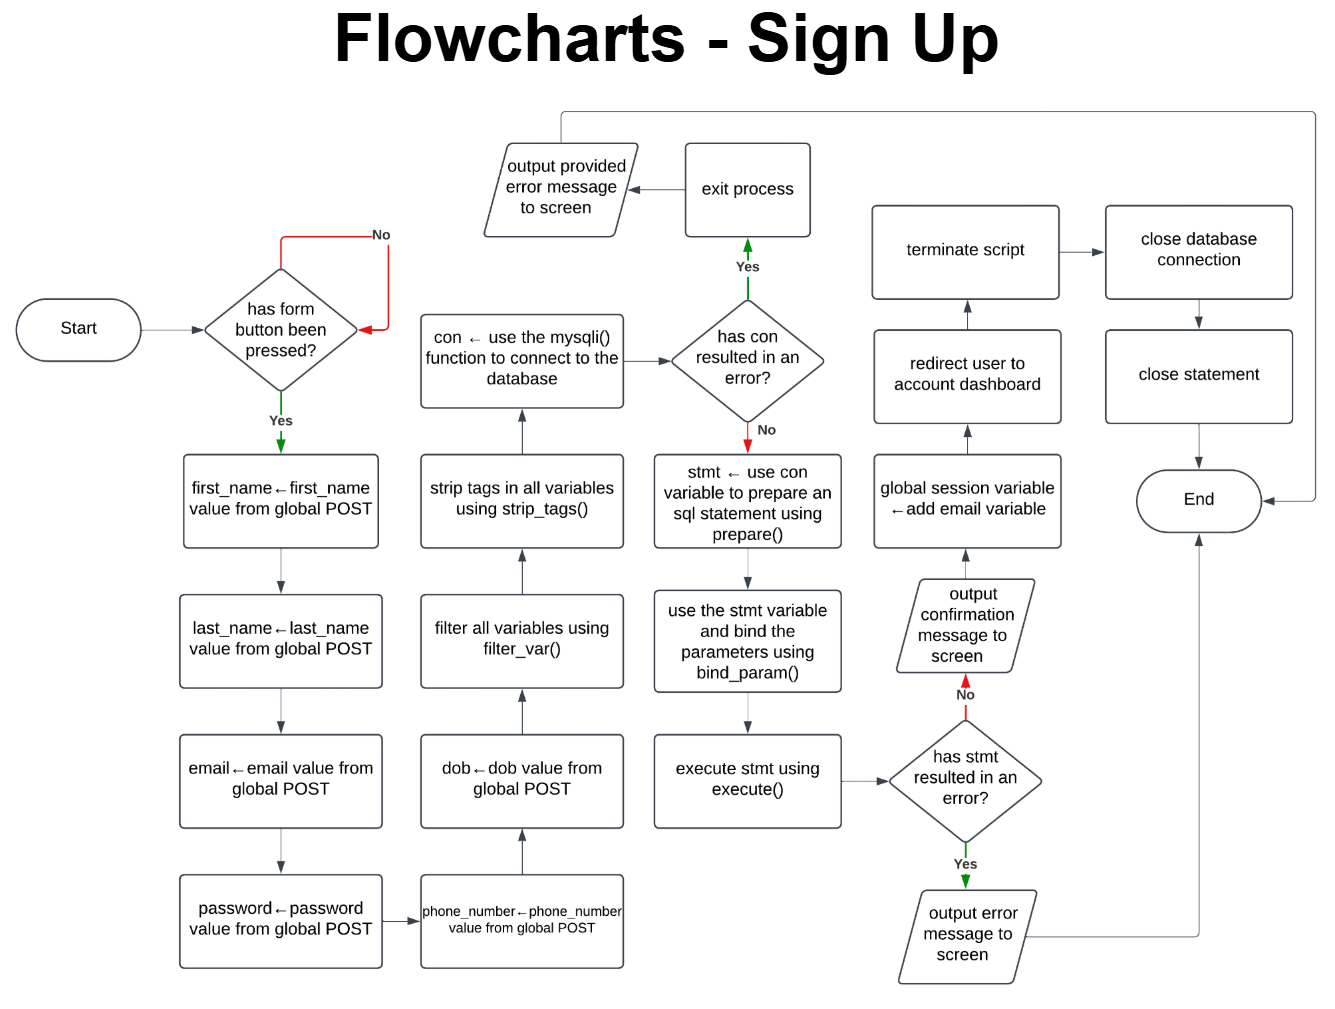 Flowcharts - Sign Up
Start
has form
button been
pressed?
No
Yes
first_name←first_name
value from global POST
last_name←last_name
value from global POST
email←email value from
global POST
password←password
value from global POST
phone_number←phone_number
value from global POST
dob←dob value from
global POST
filter all variables using
filter_var()
strip tags in all variables
using strip_tags()
con ← use the mysqli()
function to connect to the
database
has con
resulted in an
error?
Yes
exit process
output provided
error message
to screen
No
stmt ← use con
variable to prepare an
sql statement using
prepare()
use the stmt variable
and bind the
parameters using
bind_param()
execute stmt using
execute()
has stmt
resulted in an
error?
No
output
confirmation
message to
screen
global session variable
←add email variable
redirect user to
account dashboard
terminate script
close database
connection
close statement
End
Yes
output error
message to
screen